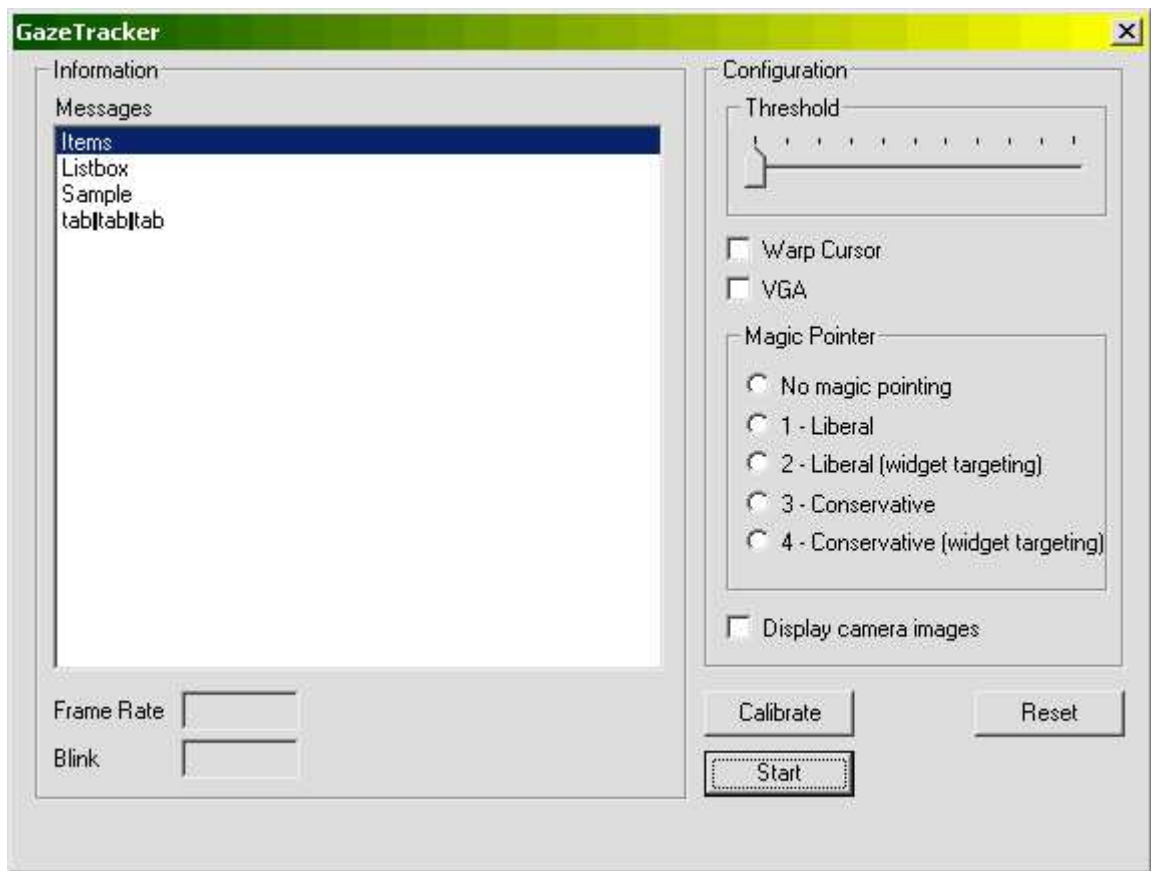 GazeTracker
Information
Messages
Items
Listbox
Sample
tab|tab|tab
Frame Rate
Blink
Configuration
Threshold
Warp Cursor
VGA
Magic Pointer
No magic pointing
1 - Liberal
2 - Liberal (widget targeting)
3 - Conservative
4 - Conservative (widget targeting)
Display camera images
Calibrate
Reset
Start